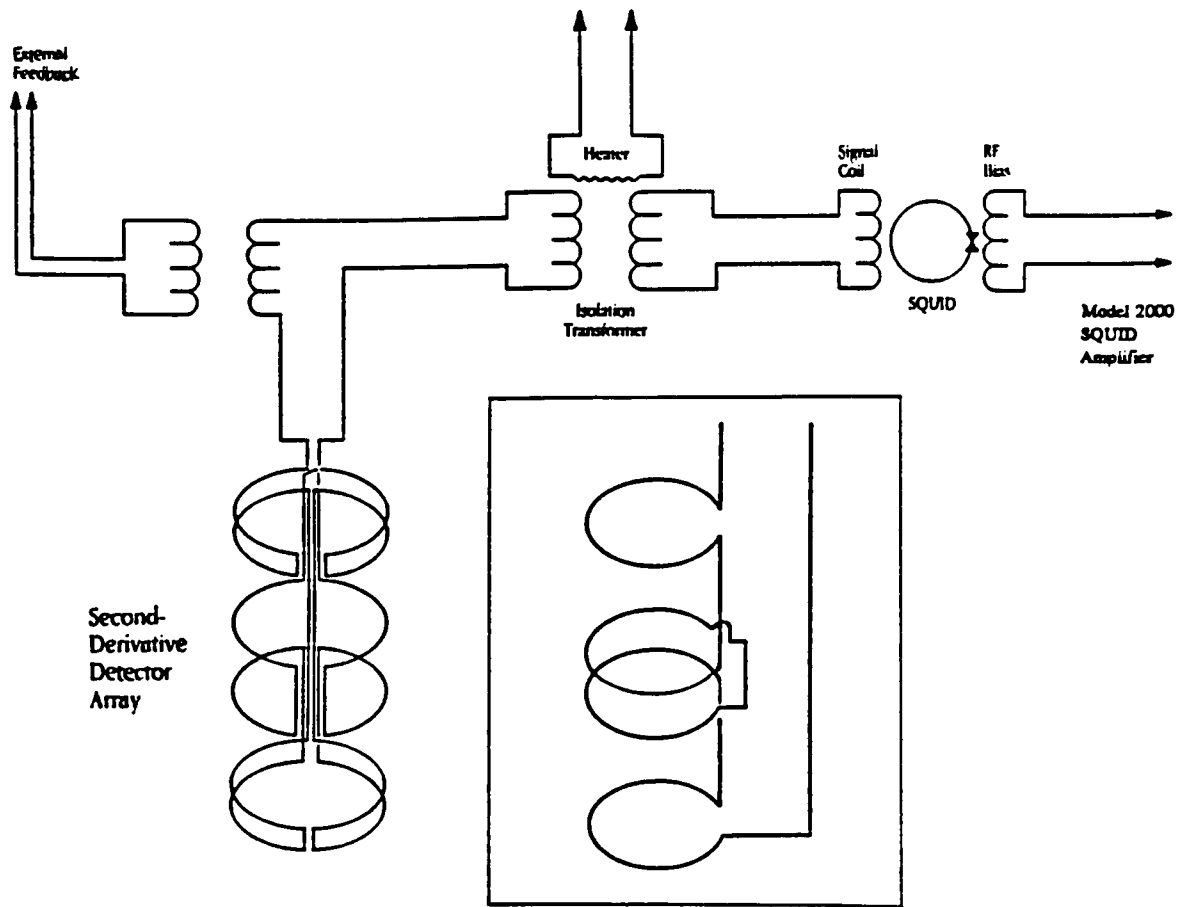 External
Feedback
Heater
Signal
Coil
RF
Bias
Isolation
Transformer
SQUID
Model 2000
SQUID
Amplifier
Second-
Derivative
Detector
Array